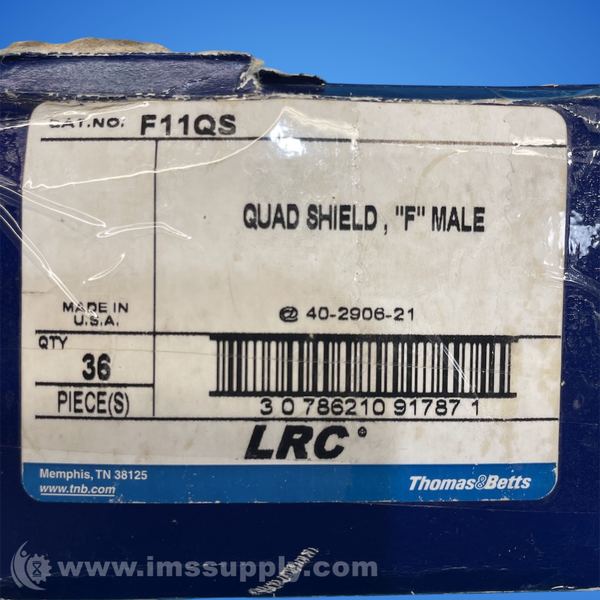 CAT.NO: F11QS
QUAD SHIELD, "F" MALE
MADE IN
U.S.A.
@ 40-2906-21
QTY
36
PIECE(S)
3 0 786210 91787 1
LRC®
Memphis, TN 38125
www.tnb.com
Thomas&Betts
www.imssupply.com